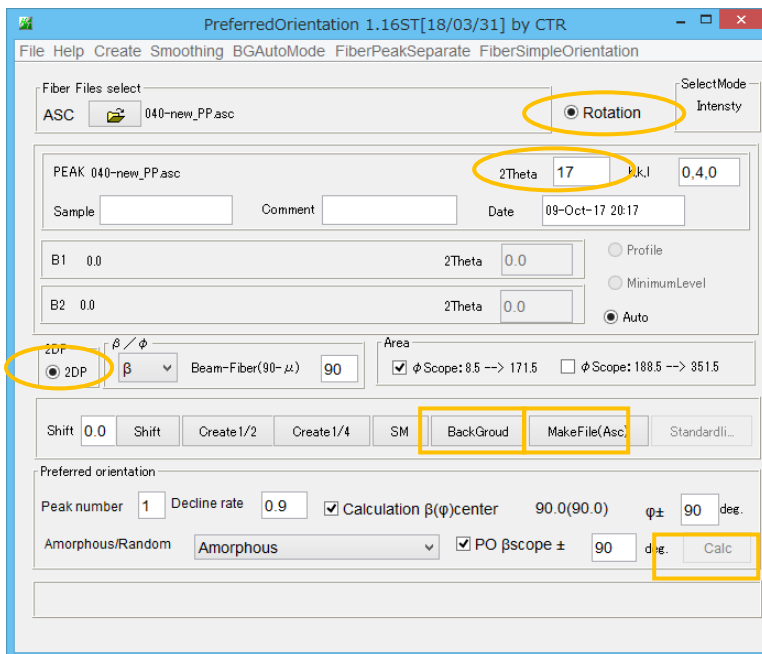 PreferredOrientation 1.16ST[18/03/31] by CTR
File Help Create Smoothing BGAutoMode FiberPeakSeparate FiberSimpleOrientation
Fiber Files select
SelectMode
ASC 040-new_PP.asc Rotation Intensty
PEAK 040-new_PP.asc 2Theta 17 h,k,l 0,4,0
Sample Comment Date 09-Oct-17 20:17
B1 0.0 2Theta 0.0 Profile
MinimumLevel
B2 0.0 2Theta 0.0 Auto
2DP β／φ Area
2DP β Beam-Fiber(90-μ) 90 φScope: 8.5 --> 171.5 φScope: 188.5 --> 351.5
Shift 0.0 Shift Create1/2 Create1/4 SM BackGroud MakeFile(Asc) Standardli...
Preferred orientation
Peak number 1 Decline rate 0.9 Calculation β(φ)center 90.0(90.0) φ± 90 deg.
Amorphous/Random Amorphous PO βscope ± 90 deg. Calc